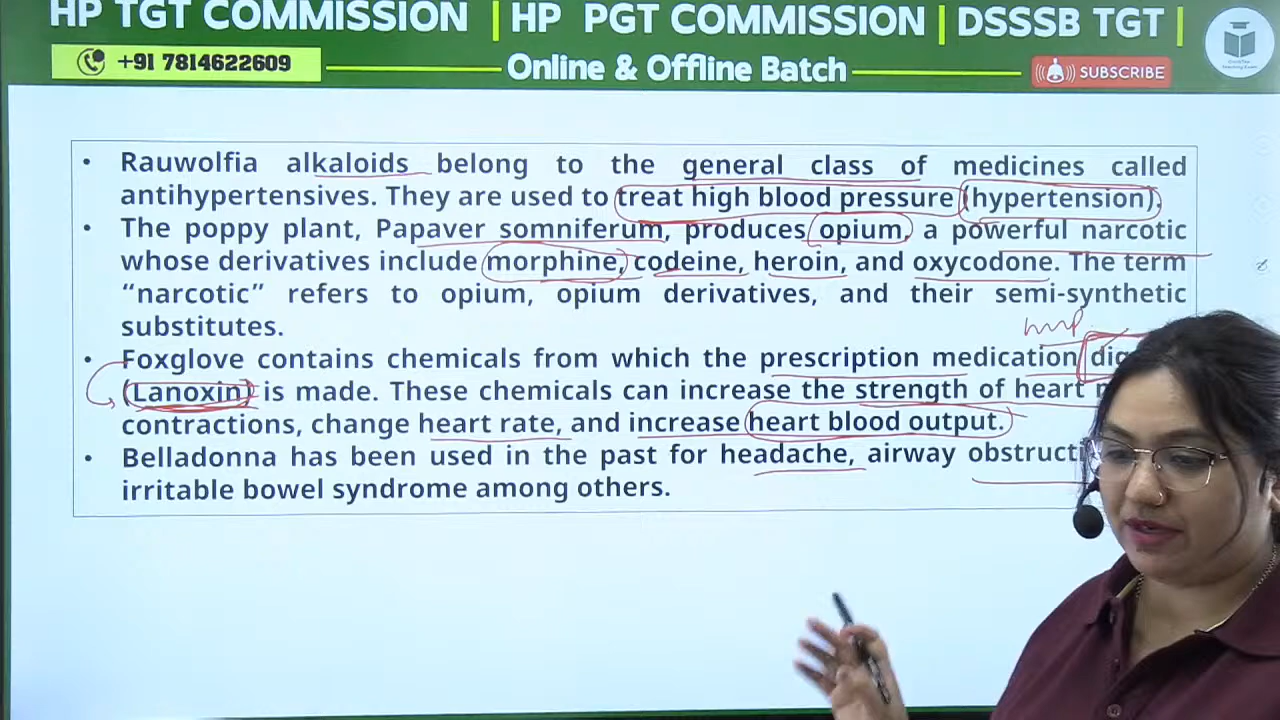 HP TGT COMMISSION | HP PGT COMMISSION | DSSSB TGT |
+91 7814622609
Online & Offline Batch
SUBSCRIBE
• Rauwolfia alkaloids belong to the general class of medicines called
antihypertensives. They are used to treat high blood pressure (hypertension).
• The poppy plant, Papaver somniferum, produces opium, a powerful narcotic
whose derivatives include morphine, codeine, heroin, and oxycodone. The term
“narcotic” refers to opium, opium derivatives, and their semi-synthetic
substitutes.
imp
• Foxglove contains chemicals from which the prescription medication
(Lanoxin) is made. These chemicals can increase the strength of heart
contractions, change heart rate, and increase heart blood output.
• Belladonna has been used in the past for headache, airway
irritable bowel syndrome among others.